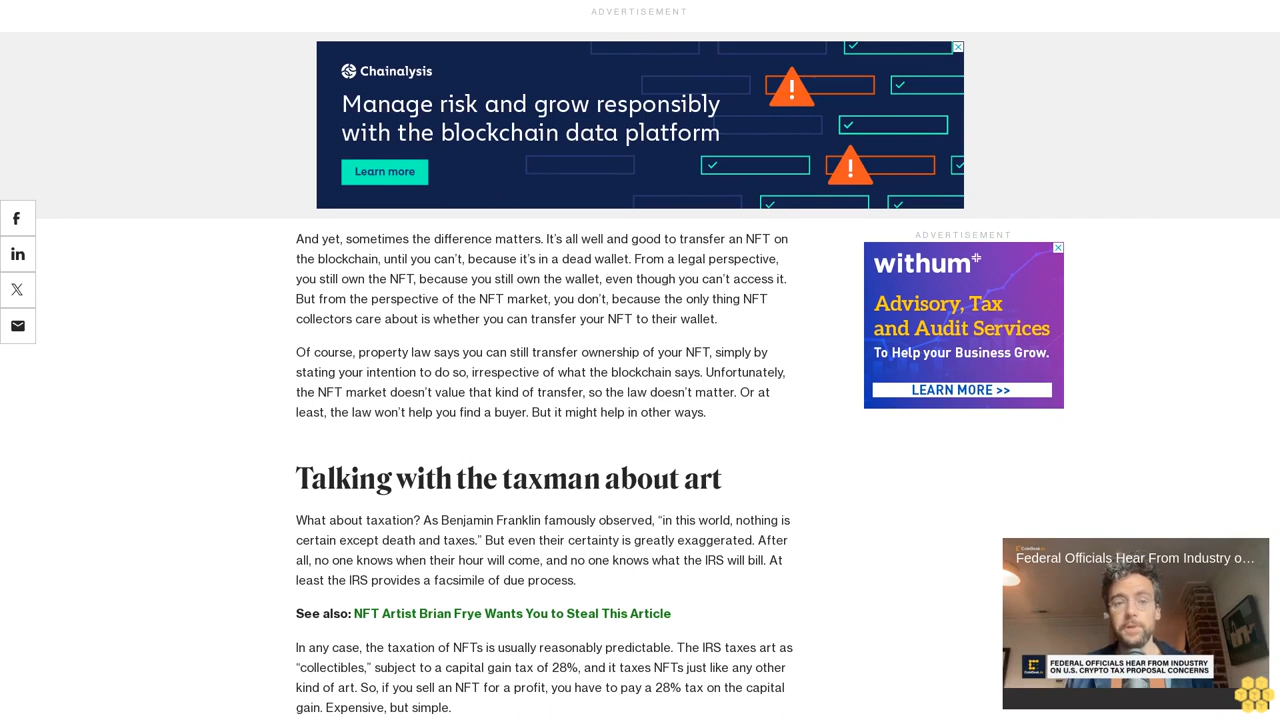 ADVERTISEMENT
Chainalysis
Manage risk and grow responsibly
with the blockchain data platform
Learn more
And yet, sometimes the difference matters. It’s all well and good to transfer an NFT on
the blockchain, until you can’t, because it’s in a dead wallet. From a legal perspective,
you still own the NFT, because you still own the wallet, even though you can’t access it.
But from the perspective of the NFT market, you don’t, because the only thing NFT
collectors care about is whether you can transfer your NFT to their wallet.
Of course, property law says you can still transfer ownership of your NFT, simply by
stating your intention to do so, irrespective of what the blockchain says. Unfortunately,
the NFT market doesn’t value that kind of transfer, so the law doesn’t matter. Or at
least, the law won’t help you find a buyer. But it might help in other ways.
ADVERTISEMENT
withum
Advisory, Tax
and Audit Services
To Help your Business Grow.
LEARN MORE >>
Talking with the taxman about art
What about taxation? As Benjamin Franklin famously observed, “in this world, nothing is
certain except death and taxes.” But even their certainty is greatly exaggerated. After
all, no one knows when their hour will come, and no one knows what the IRS will bill. At
least the IRS provides a facsimile of due process.
See also: NFT Artist Brian Frye Wants You to Steal This Article
In any case, the taxation of NFTs is usually reasonably predictable. The IRS taxes art as
“collectibles,” subject to a capital gain tax of 28%, and it taxes NFTs just like any other
kind of art. So, if you sell an NFT for a profit, you have to pay a 28% tax on the capital
gain. Expensive, but simple.
Federal Officials Hear From Industry o…
CoinDesk
FEDERAL OFFICIALS HEAR FROM INDUSTRY
ON U.S. CRYPTO TAX PROPOSAL CONCERNS